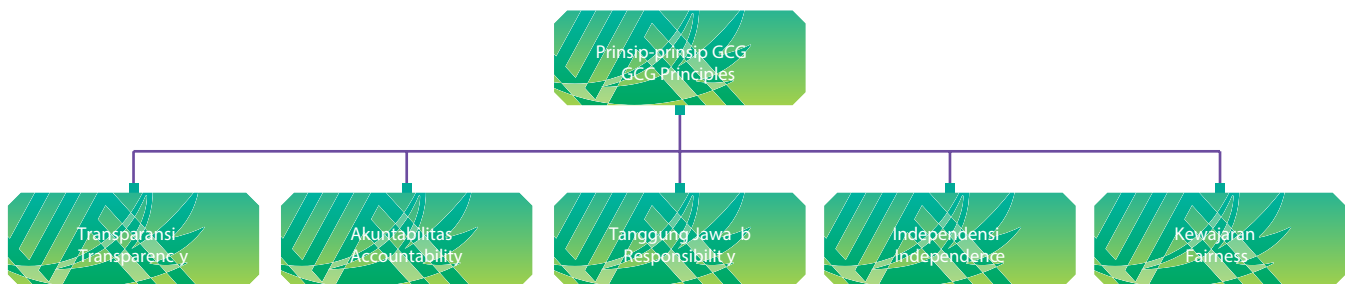 Prinsip-prinsip GCG
GCG Principles
Transparansi
Transparenc y
Akuntabilitas
Accountability
Tanggung Jawa b
Responsibilit y
Independensi
Independence
Kewajaran
Fairness